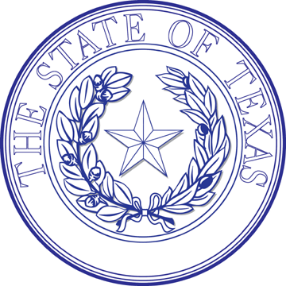 THE STATE OF TEXAS